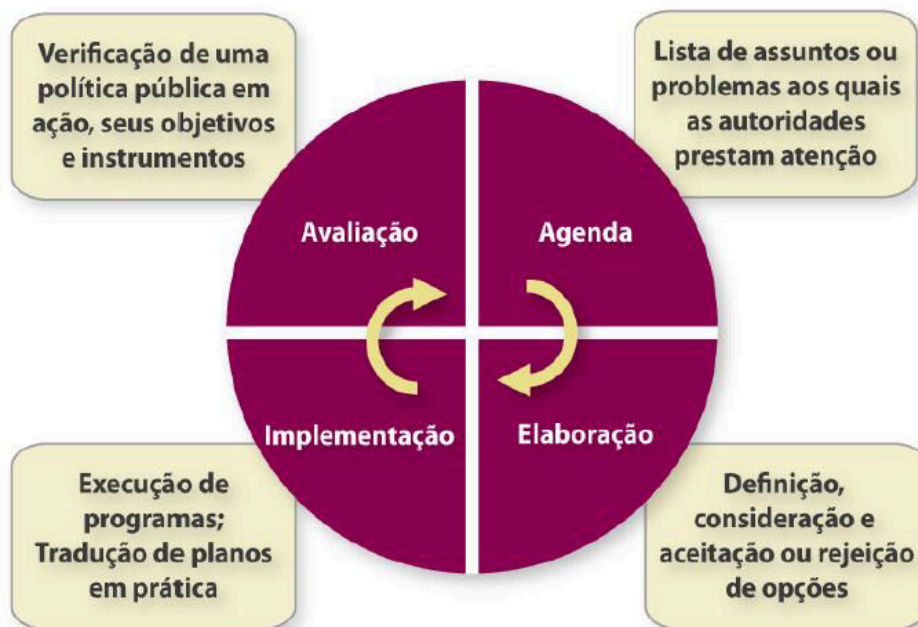 Verificação de uma
política pública em
ação, seus objetivos
e instrumentos
Lista de assuntos ou
problemas aos quais
as autoridades
prestam atenção
Avaliação
Agenda
Implementação
Elaboração
Execução de
programas;
Tradução de planos
em prática
Definição,
consideração e
aceitação ou rejeição
de opções